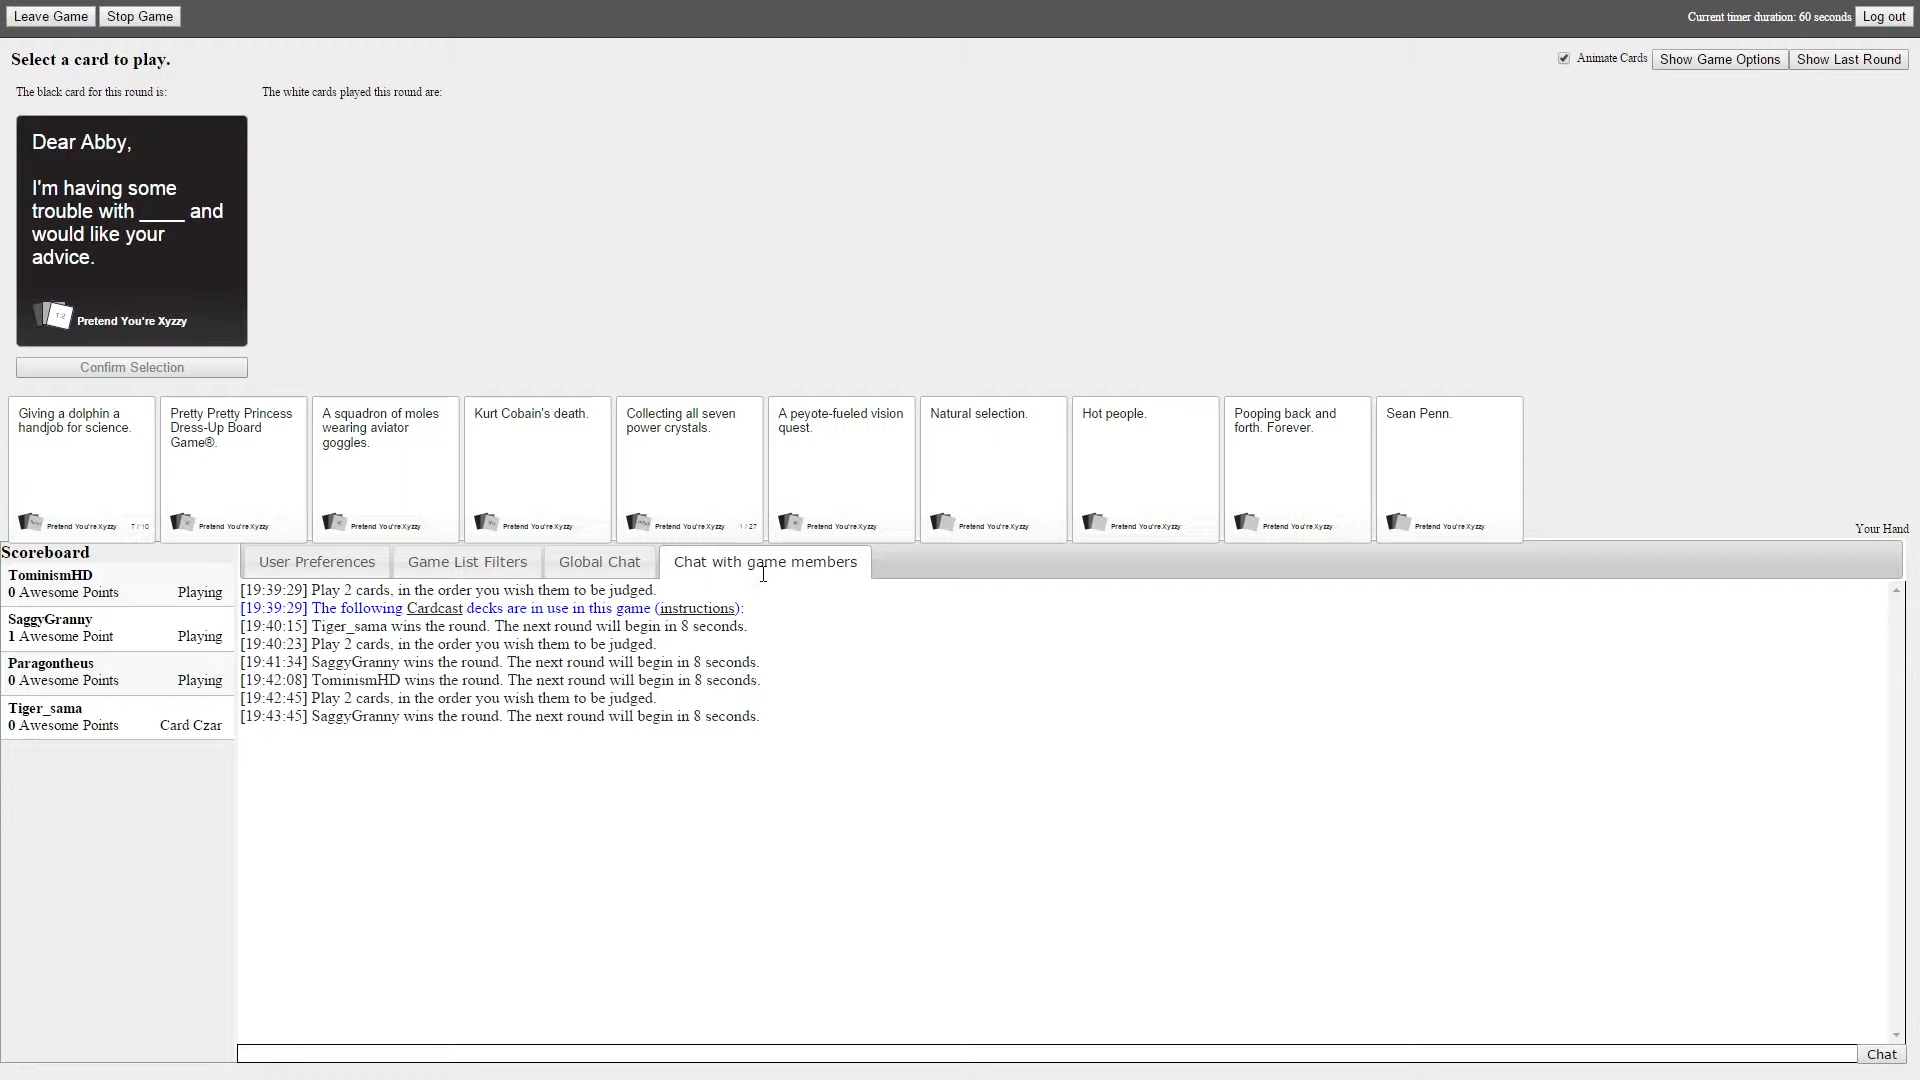 Leave Game
Stop Game
Current timer duration: 60 seconds
Log out
Select a card to play.
Animate Cards
Show Game Options
Show Last Round
The black card for this round is:
The white cards played this round are:
Dear Abby,
I'm having some
trouble with ____ and
would like your
advice.
1.2
Pretend You're Xyzzy
Confirm Selection
Giving a dolphin a
handjob for science.
Pretend You're Xyzzy
7 / 10
Pretty Pretty Princess
Dress-Up Board
Game®.
Pretend You're Xyzzy
A squadron of moles
wearing aviator
goggles.
Pretend You're Xyzzy
Kurt Cobain's death.
Pretend You're Xyzzy
Collecting all seven
power crystals.
Pretend You're Xyzzy
1 / 27
A peyote-fueled vision
quest.
Pretend You're Xyzzy
Natural selection.
Pretend You're Xyzzy
Hot people.
Pretend You're Xyzzy
Pooping back and
forth. Forever.
Pretend You're Xyzzy
Sean Penn.
Pretend You're Xyzzy
Your Hand
Scoreboard
TominismHD
0 Awesome Points Playing
SaggyGranny
1 Awesome Point Playing
Paragontheus
0 Awesome Points Playing
Tiger_sama
0 Awesome Points Card Czar
User Preferences
Game List Filters
Global Chat
Chat with game members
[19:39:29] Play 2 cards, in the order you wish them to be judged.
[19:39:29] The following Cardcast decks are in use in this game (instructions):
[19:40:15] Tiger_sama wins the round. The next round will begin in 8 seconds.
[19:40:23] Play 2 cards, in the order you wish them to be judged.
[19:41:34] SaggyGranny wins the round. The next round will begin in 8 seconds.
[19:42:08] TominismHD wins the round. The next round will begin in 8 seconds.
[19:42:45] Play 2 cards, in the order you wish them to be judged.
[19:43:45] SaggyGranny wins the round. The next round will begin in 8 seconds.
Chat